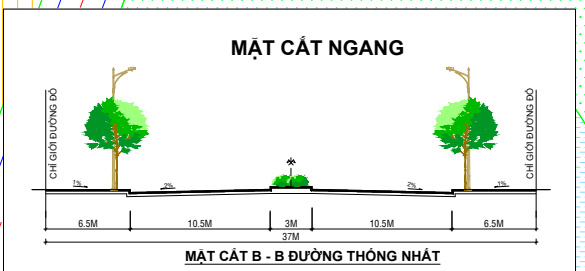 MẶT CẮT NGANG
CHỈ GIỚI ĐƯỜNG ĐỎ
CHỈ GIỚI ĐƯỜNG ĐỎ
1%
2%
2%
1%
6.5M
10.5M
3M
10.5M
6.5M
37M
MẶT CẮT B - B ĐƯỜNG THỐNG NHẤT